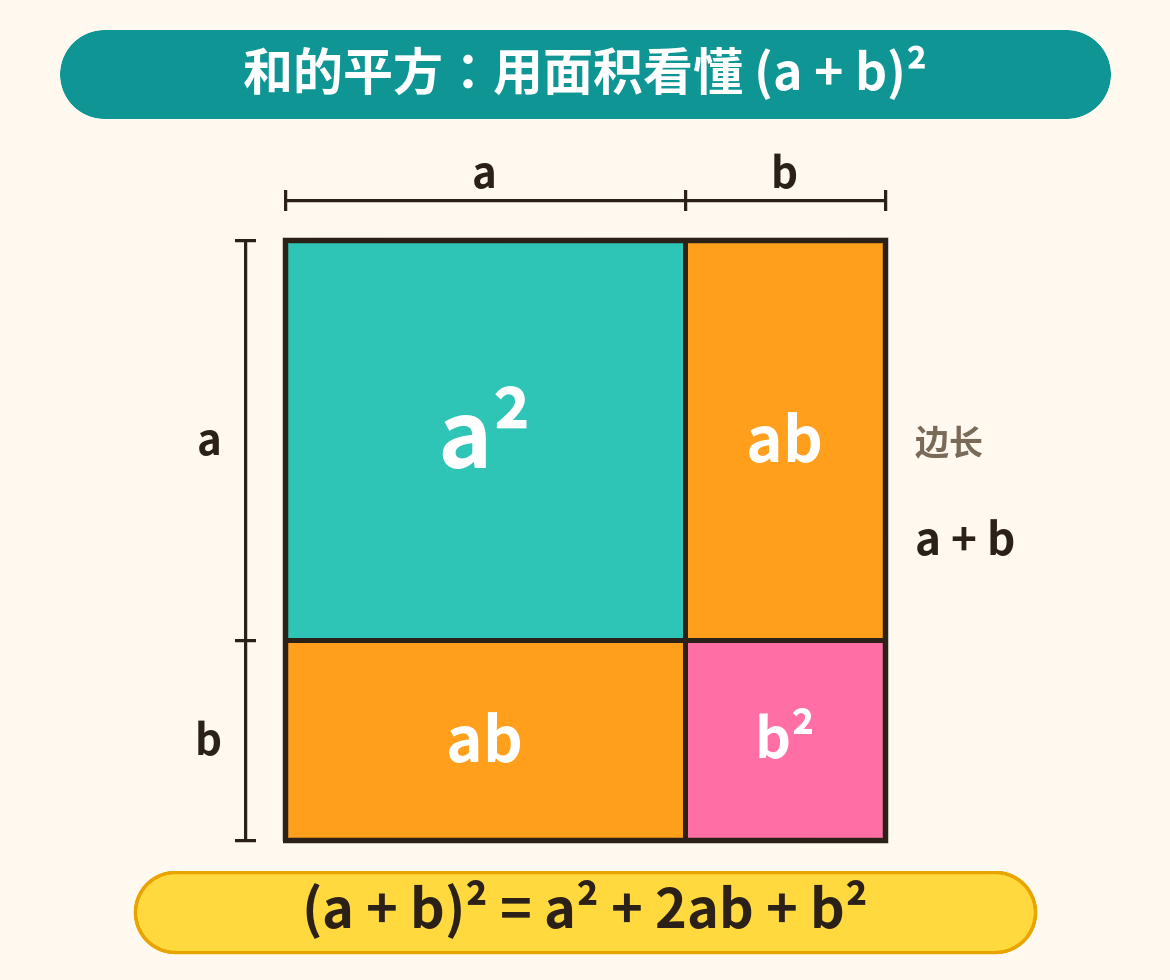 和的平方：用面积看懂 (a + b)²
a
b
a
a²
ab
边长
a + b
b
ab
b²
(a + b)² = a² + 2ab + b²